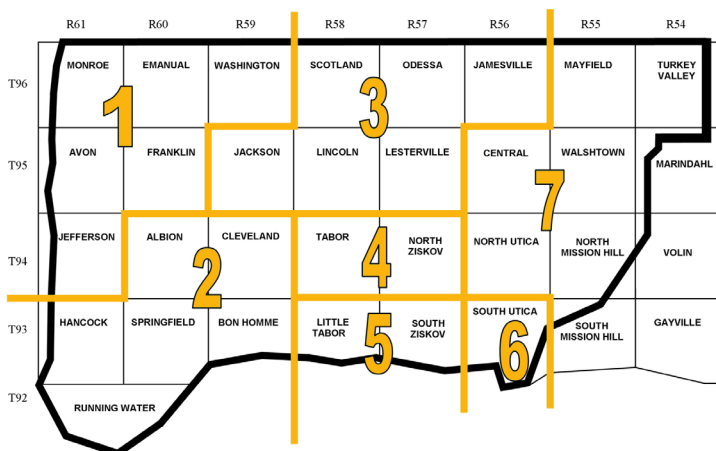 R61 R60 R59 R58 R57 R56 R55 R54
T96
MONROE EMANUAL WASHINGTON SCOTLAND ODESSA JAMESVILLE MAYFIELD TURKEY
VALLEY
1 3
T95
AVON FRANKLIN JACKSON LINCOLN LESTERVILLE CENTRAL WALSHTOWN MARINDAHL
7
T94
JEFFERSON ALBION CLEVELAND TABOR NORTH
ZISKOV NORTH UTICA NORTH
MISSION HILL VOLIN
2 4
T93
HANCOCK SPRINGFIELD BON HOMME LITTLE
TABOR SOUTH
ZISKOV SOUTH UTICA SOUTH
MISSION HILL GAYVILLE
5 6
T92
RUNNING WATER